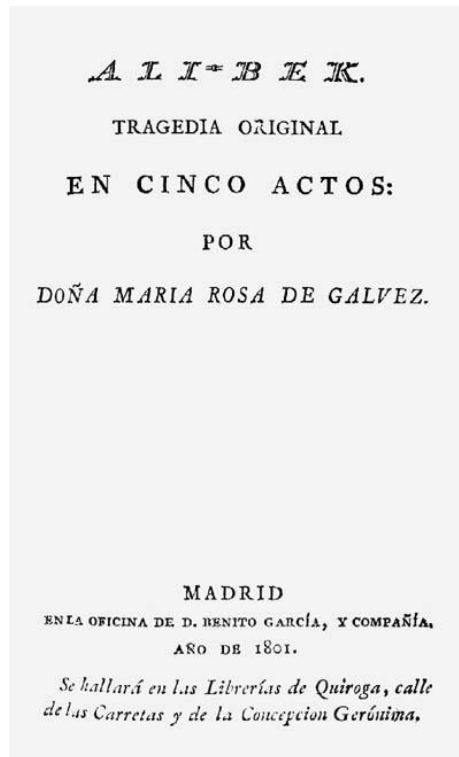 ALI-BEK.
TRAGEDIA ORIGINAL
EN CINCO ACTOS:
POR
DOÑA MARIA ROSA DE GALVEZ.
MADRID
EN LA OFICINA DE D. BENITO GARCÍA, Y COMPAÑÍA.
AÑO DE 1801.
Se hallará en las Librerías de Quiroga, calle
de las Carretas y de la Concepcion Gerónima.